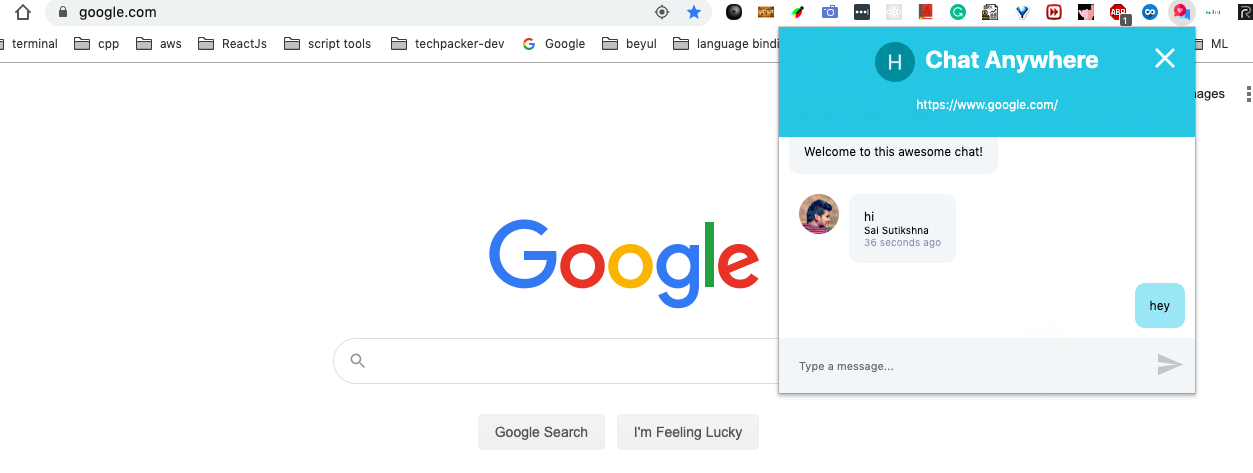 google.com
ABP
1
terminal
cpp
aws
ReactJs
script tools
techpacker-dev
Google
beyul
language bindi
ML
H
Chat Anywhere
https://www.google.com/
ages
Welcome to this awesome chat!
hi
Sai Sutikshna
36 seconds ago
hey
Type a message...
Google
Google Search
I'm Feeling Lucky